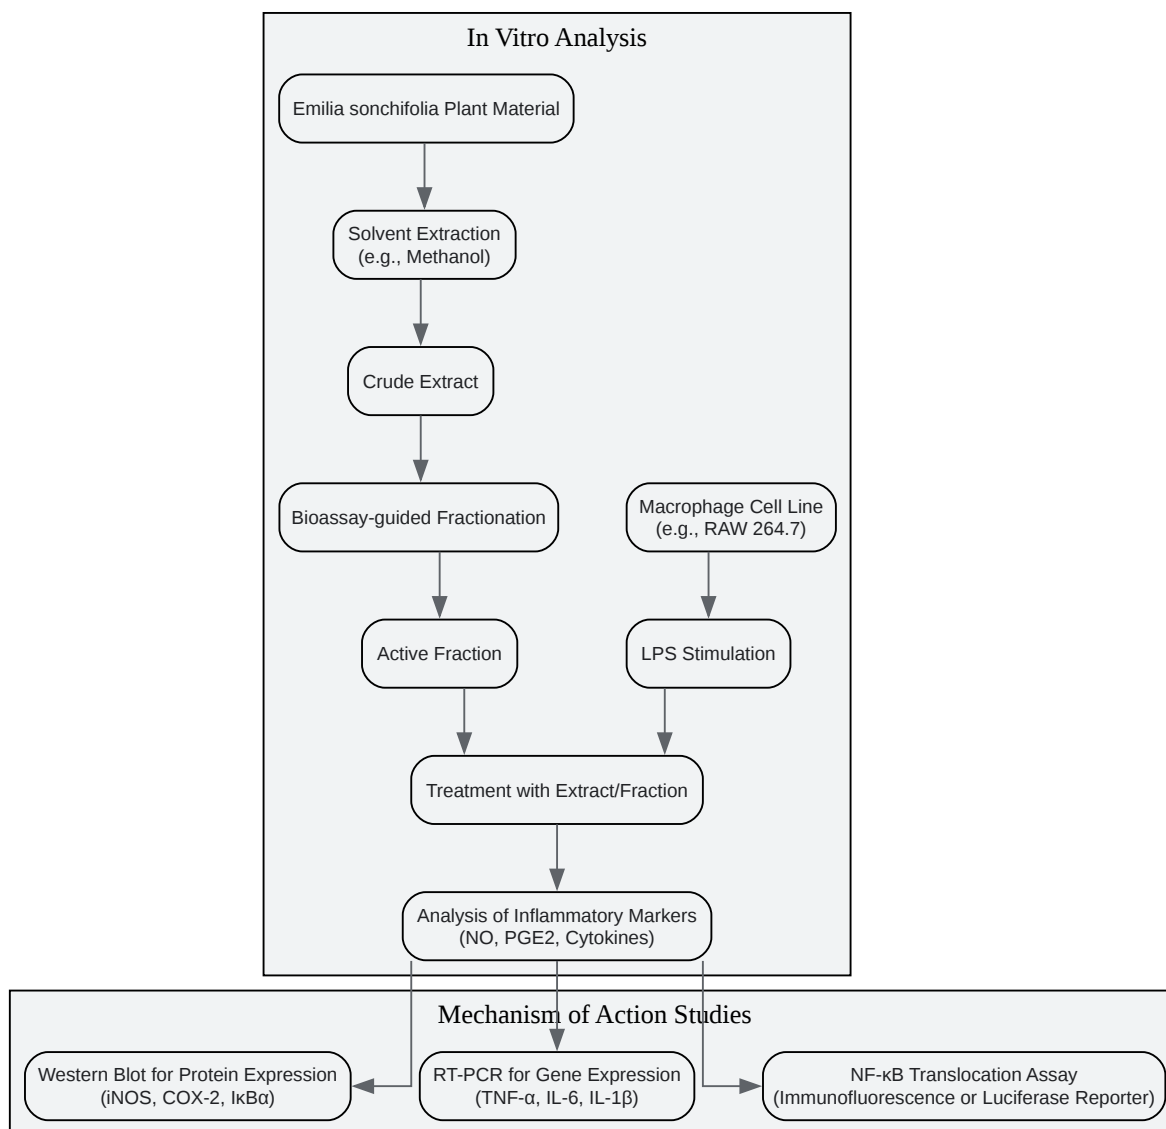 In Vitro Analysis
Emilia sonchifolia Plant Material
Solvent Extraction
(e.g., Methanol)
Crude Extract
Bioassay-guided Fractionation
Macrophage Cell Line
(e.g., RAW 264.7)
Active Fraction
LPS Stimulation
Treatment with Extract/Fraction
Analysis of Inflammatory Markers
(NO, PGE2, Cytokines)
Mechanism of Action Studies
Western Blot for Protein Expression
(iNOS, COX-2, IκBα)
RT-PCR for Gene Expression
(TNF-α, IL-6, IL-1β)
NF-κB Translocation Assay
(Immunofluorescence or Luciferase Reporter)